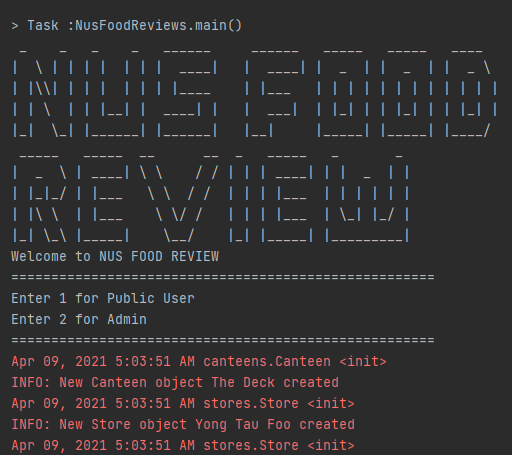 > Task :NusFoodReviews.main()
NUS FOOD
REVIEW
Welcome to NUS FOOD REVIEW
=====================================================
Enter 1 for Public User
Enter 2 for Admin
=====================================================
Apr 09, 2021 5:03:51 AM canteens.Canteen <init>
INFO: New Canteen object The Deck created
Apr 09, 2021 5:03:51 AM stores.Store <init>
INFO: New Store object Yong Tau Foo created
Apr 09, 2021 5:03:51 AM stores.Store <init>